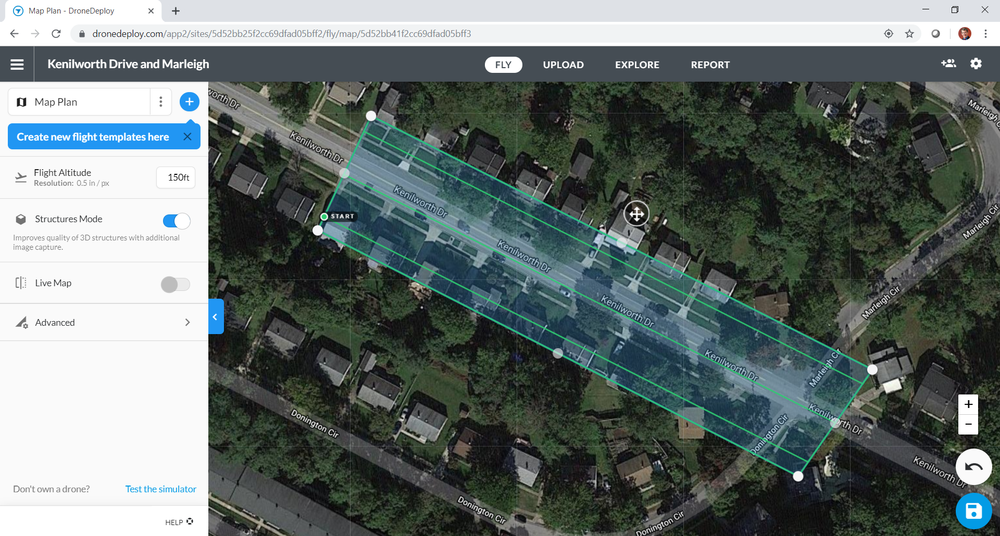 Map Plan - DroneDeploy
dronedeploy.com/app2/sites/5d52bb25f2cc69dfad05bff2/fly/map/5d52bb41f2cc69dfad05bff3
Kenilworth Drive and Marleigh
FLY
UPLOAD
EXPLORE
REPORT
Map Plan
Create new flight templates here
Flight Altitude
Resolution: 0.5 in / px
150ft
Structures Mode
Improves quality of 3D structures with additional
image capture.
Live Map
Advanced
Don't own a drone?
Test the simulator
HELP
worth Dr
Kenilworth Dr
Kenilworth Dr
START
Kenilworth Dr
Kenilworth Dr
Kenilworth Dr
Kenilworth Dr
Kenilworth Dr
Marleigh C
Marleigh Cir
Marleigh Cir
Marleigh Cir
Donington Cir
Donington Cir
Donington Cir
Donington Cir
+
−